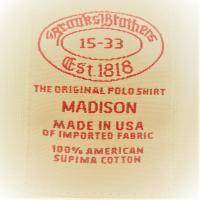 Brooks Brothers
15-33
Est. 1818
THE ORIGINAL POLO SHIRT
MADISON
MADE IN USA
OF IMPORTED FABRIC
100% AMERICAN
SUPIMA COTTON